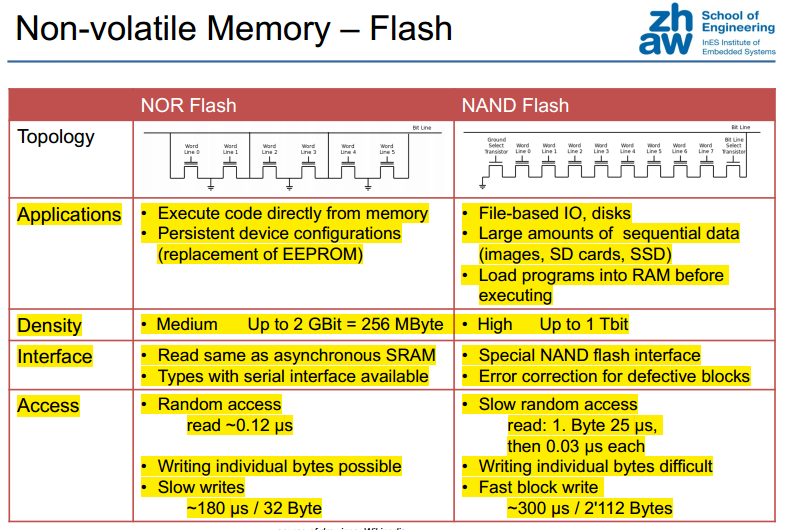 Non-volatile Memory – Flash
zh
aw
School of
Engineering
InES Institute of
Embedded Systems
NOR Flash
NAND Flash
Topology
Bit Line
Word
Line 0
Word
Line 1
Word
Line 2
Word
Line 3
Word
Line 4
Word
Line 5
Bit Line
Ground
Select
Transistor
Word
Line 0
Word
Line 1
Word
Line 2
Word
Line 3
Word
Line 4
Word
Line 5
Word
Line 6
Word
Line 7
Bit Line
Select
Transistor
Applications
• Execute code directly from memory
• Persistent device configurations
(replacement of EEPROM)
• File-based IO, disks
• Large amounts of sequential data
(images, SD cards, SSD)
• Load programs into RAM before
executing
Density
• Medium Up to 2 GBit = 256 MByte
• High Up to 1 Tbit
Interface
• Read same as asynchronous SRAM
• Types with serial interface available
• Special NAND flash interface
• Error correction for defective blocks
Access
• Random access
read ~0.12 µs
• Writing individual bytes possible
• Slow writes
~180 µs / 32 Byte
• Slow random access
read: 1. Byte 25 µs,
then 0.03 µs each
• Writing individual bytes difficult
• Fast block write
~300 µs / 2'112 Bytes